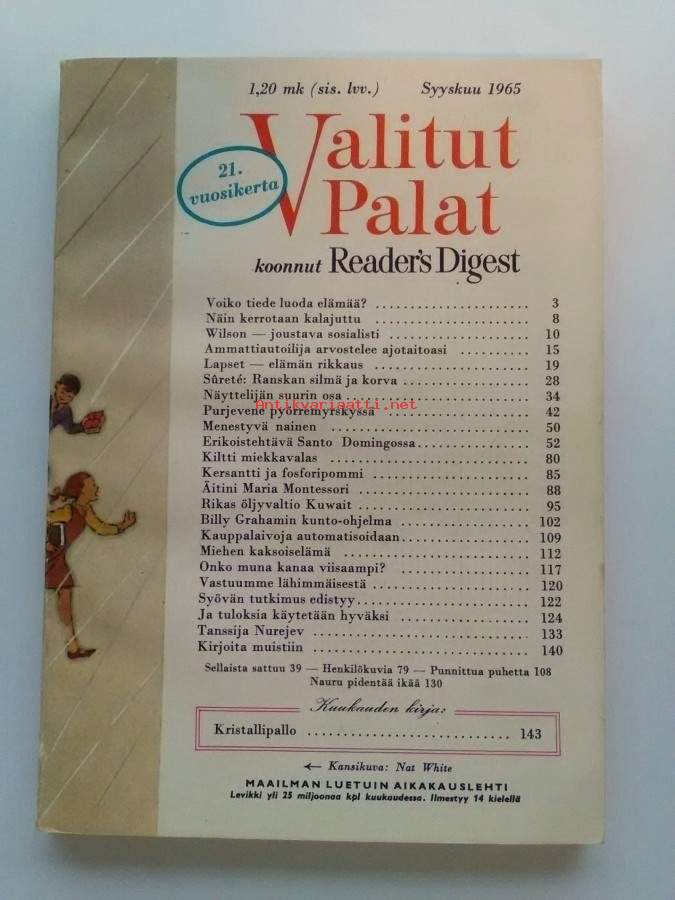 1,20 mk (sis. lvv.) Syyskuu 1965
Valitut
Palat
21.
vuosikerta
koonnut Reader's Digest
Voiko tiede luoda elämää? ........................ 3
Näin kerrotaan kalajuttu ........................ 8
Wilson — joustava sosialisti ........................ 10
Ammattiautoilija arvostelee ajotaitoasi ............ 15
Lapset — elämän rikkaus ........................ 19
Sûreté: Ranskan silmä ja korva .................... 28
Näyttelijän suurin osa ........................ 34
Antikvariaatti.net
Purjevene pyörremyrskyssä ........................ 42
Menestyvä nainen ........................ 50
Erikoistehtävä Santo Domingossa ................ 52
Kiltti miekkavalas ........................ 80
Kersantti ja fosforipommi ........................ 85
Äitini Maria Montessori ........................ 88
Rikas öljyvaltio Kuwait ........................ 95
Billy Grahamin kunto-ohjelma .................... 102
Kauppalaivoja automatisoidaan .................... 109
Miehen kaksoiselämä ........................ 112
Onko muna kanaa viisaampi? .................... 117
Vastuumme lähimmäisestä ........................ 120
Syövän tutkimus edistyy ........................ 122
Ja tuloksia käytetään hyväksi .................... 124
Tanssija Nurejev ........................ 133
Kirjoita muistiin ........................ 140
Sellaista sattuu 39 — Henkilökuvia 79 — Punnittua puhetta 108
Nauru pidentää ikää 130
Kuukauden kirja:
Kristallipallo ........................ 143
← Kansikuva: Nat White
MAAILMAN LUETUIN AIKAKAUSLEHTI
Levikki yli 25 miljoonaa kpl kuukaudessa. Ilmestyy 14 kielellä